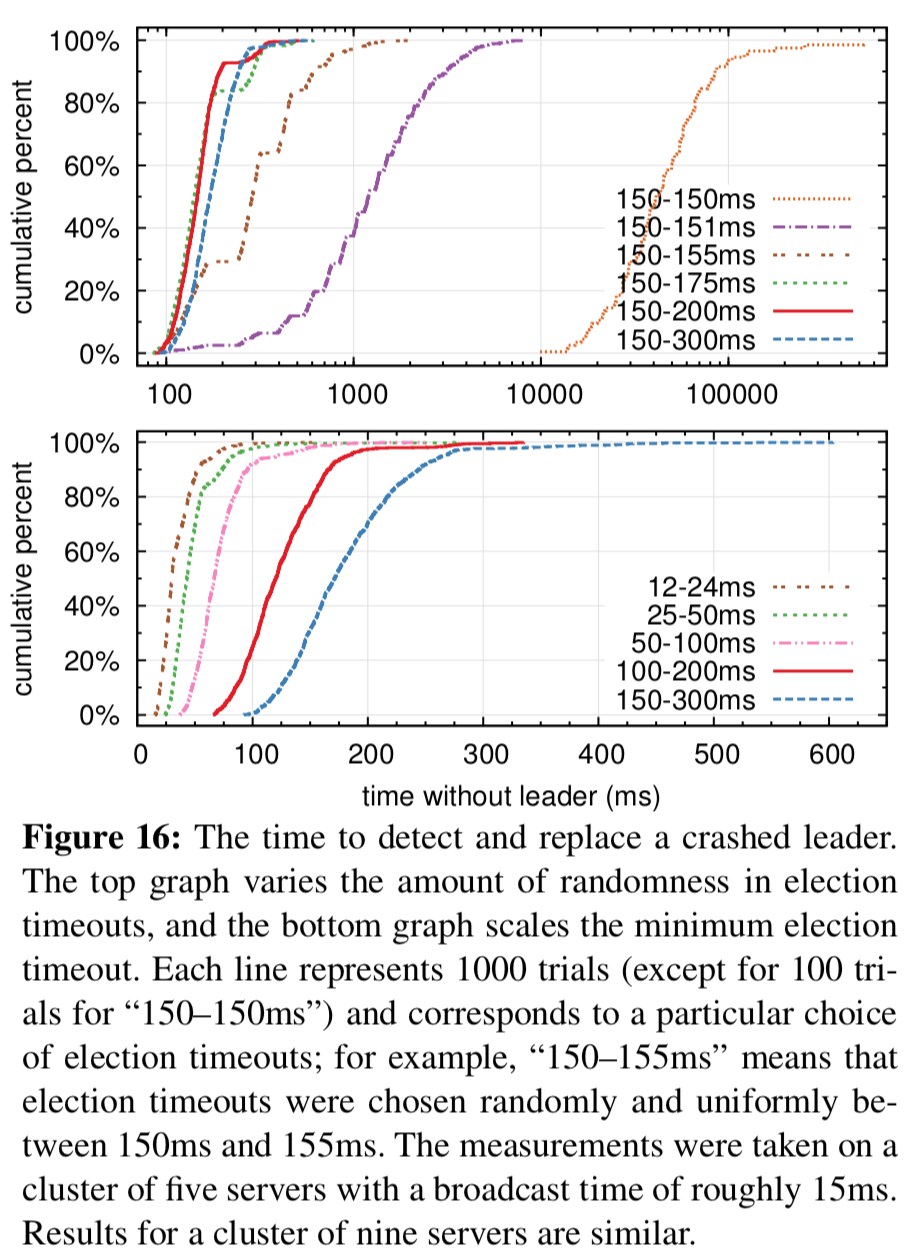 100%
80%
60%
40%
20%
0%
cumulative percent
150-150ms
150-151ms
150-155ms
150-175ms
150-200ms
150-300ms
100 1000 10000 100000
100%
80%
60%
40%
20%
0%
cumulative percent
12-24ms
25-50ms
50-100ms
100-200ms
150-300ms
0 100 200 300 400 500 600
time without leader (ms)
Figure 16: The time to detect and replace a crashed leader.
The top graph varies the amount of randomness in election
timeouts, and the bottom graph scales the minimum election
timeout. Each line represents 1000 trials (except for 100 tri-
als for “150–150ms”) and corresponds to a particular choice
of election timeouts; for example, “150–155ms” means that
election timeouts were chosen randomly and uniformly be-
tween 150ms and 155ms. The measurements were taken on a
cluster of five servers with a broadcast time of roughly 15ms.
Results for a cluster of nine servers are similar.